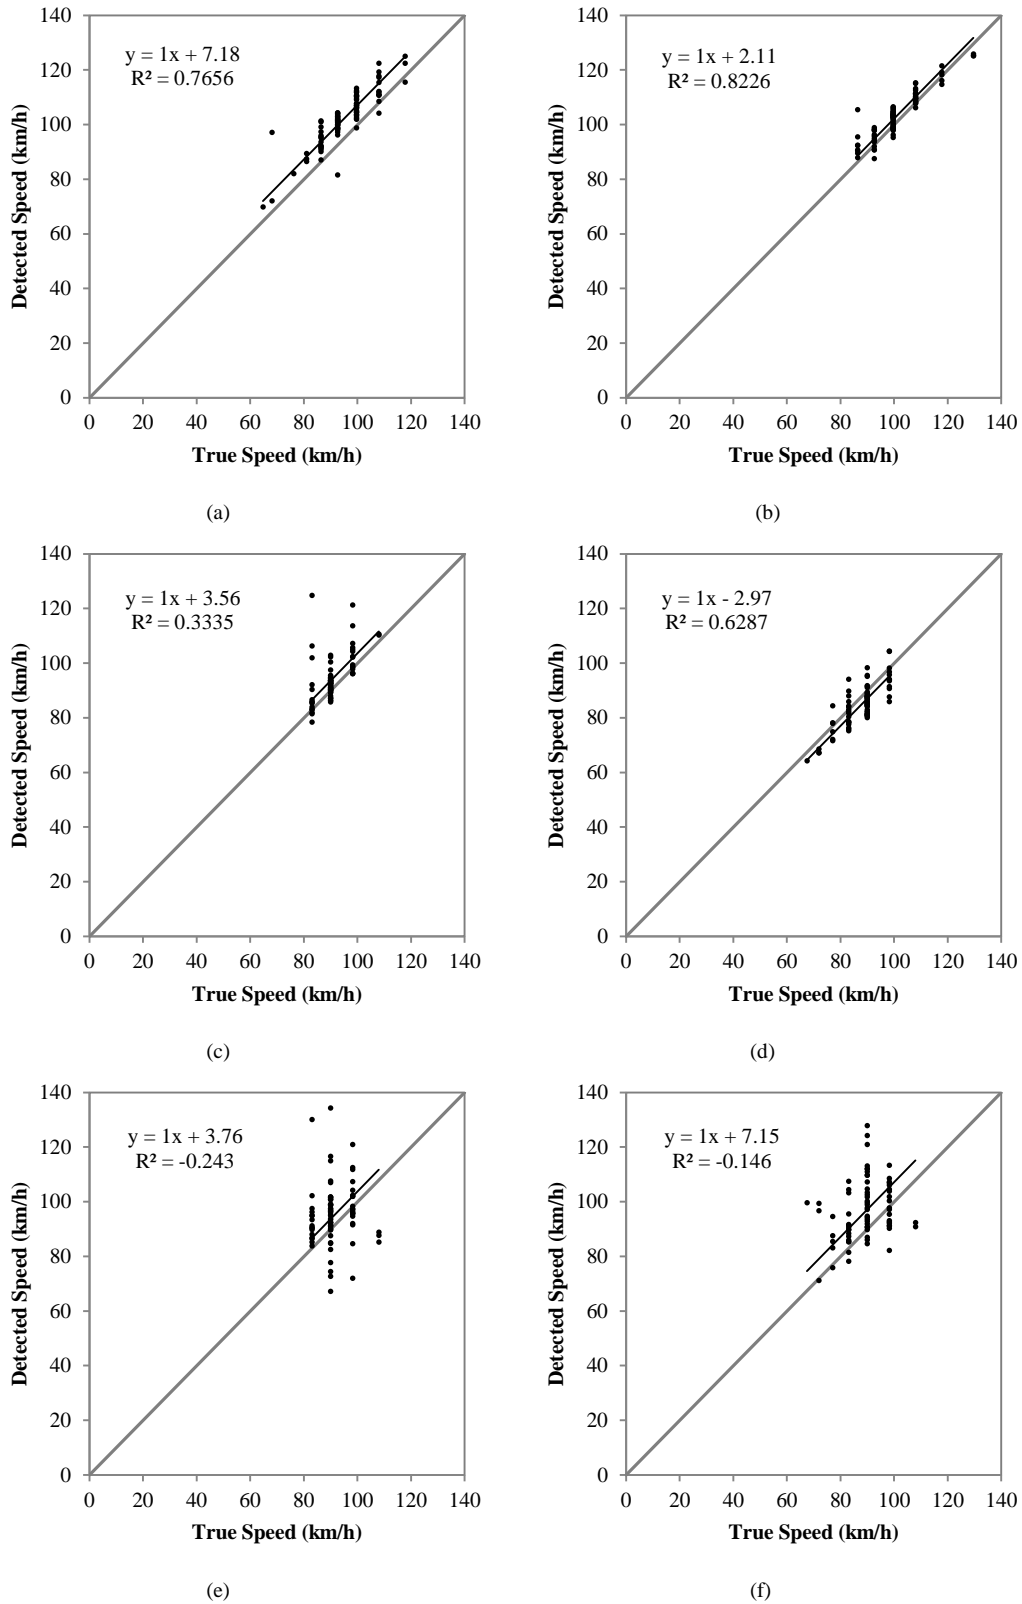 y = 1x + 7.18
R² = 0.7656
140
120
100
80
60
40
20
0
0 20 40 60 80 100 120 140
Detected Speed (km/h)
True Speed (km/h)
(a)
y = 1x + 2.11
R² = 0.8226
140
120
100
80
60
40
20
0
0 20 40 60 80 100 120 140
Detected Speed (km/h)
True Speed (km/h)
(b)
y = 1x + 3.56
R² = 0.3335
140
120
100
80
60
40
20
0
0 20 40 60 80 100 120 140
Detected Speed (km/h)
True Speed (km/h)
(c)
y = 1x - 2.97
R² = 0.6287
140
120
100
80
60
40
20
0
0 20 40 60 80 100 120 140
Detected Speed (km/h)
True Speed (km/h)
(d)
y = 1x + 3.76
R² = -0.243
140
120
100
80
60
40
20
0
0 20 40 60 80 100 120 140
Detected Speed (km/h)
True Speed (km/h)
(e)
y = 1x + 7.15
R² = -0.146
140
120
100
80
60
40
20
0
0 20 40 60 80 100 120 140
Detected Speed (km/h)
True Speed (km/h)
(f)